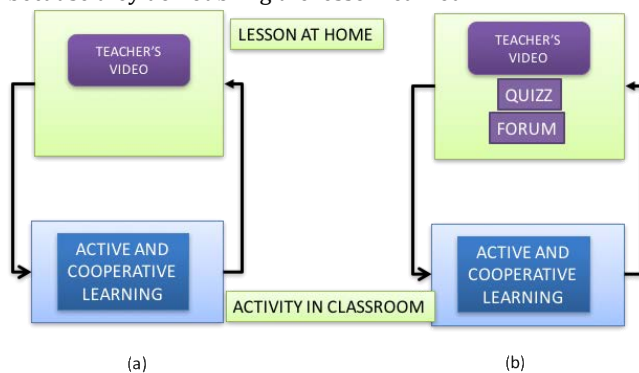 LESSON AT HOME
TEACHER'S
VIDEO
ACTIVE AND
COOPERATIVE
LEARNING
(a)
TEACHER'S
VIDEO
QUIZZ
FORUM
ACTIVE AND
COOPERATIVE
LEARNING
ACTIVITY IN CLASSROOM
(b)